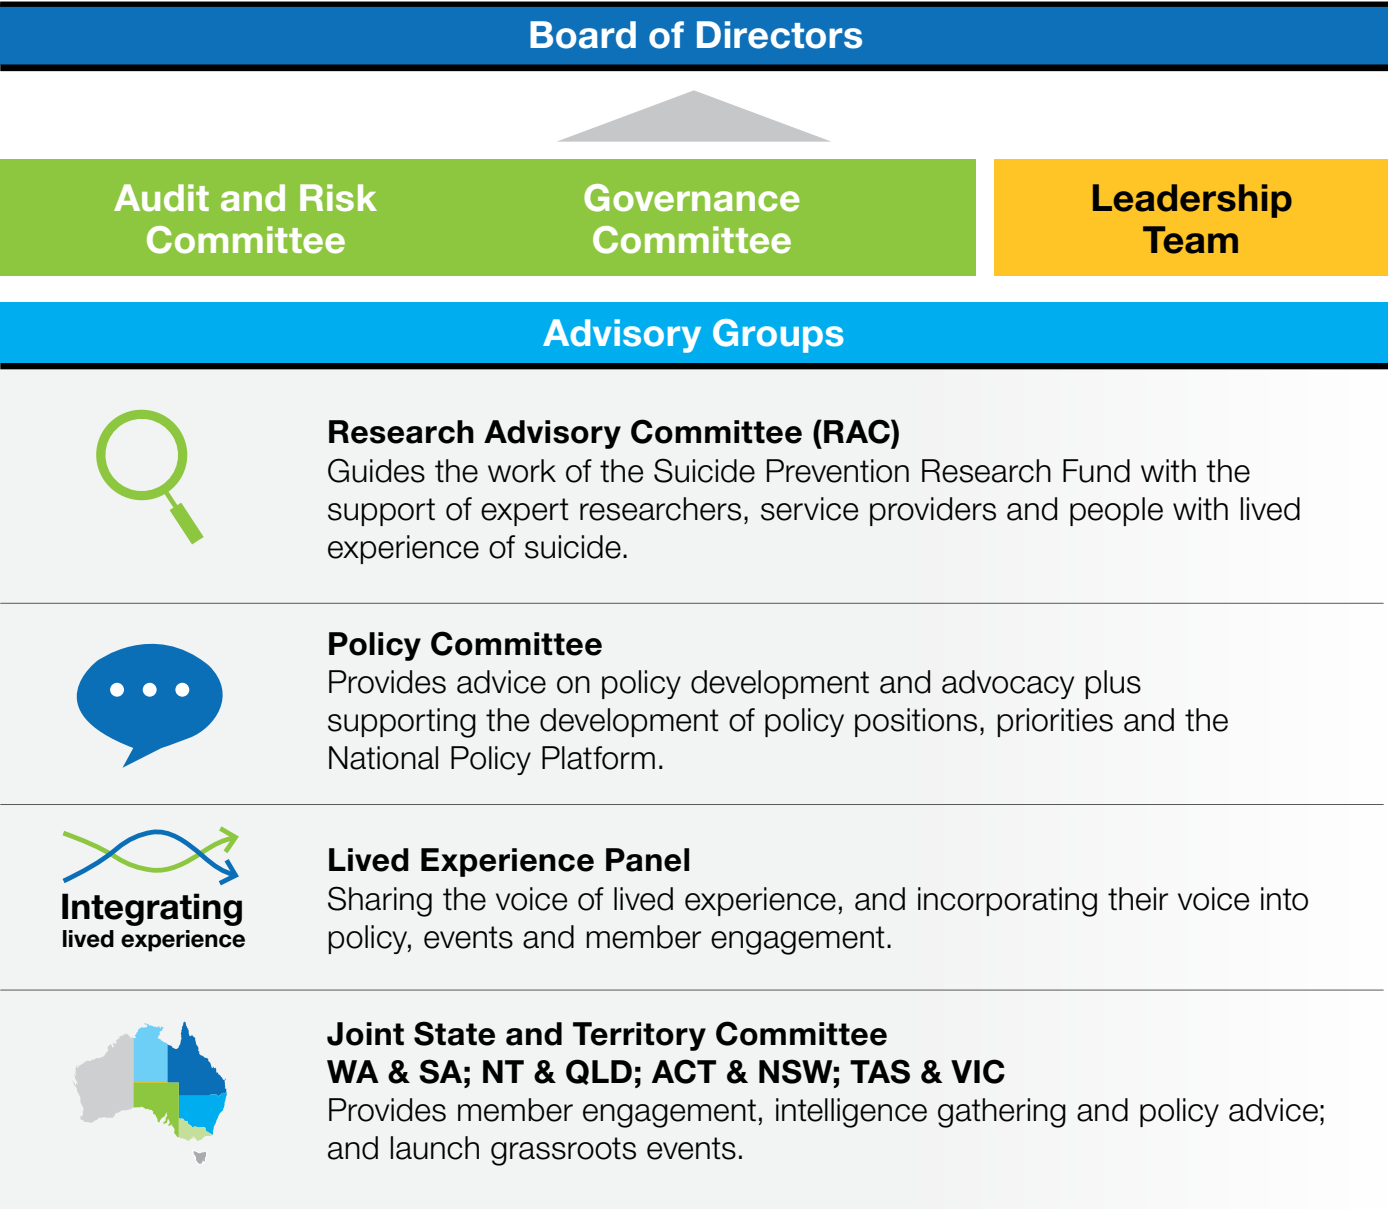 Board of Directors
Audit and Risk
Committee
Governance
Committee
Leadership
Team
Advisory Groups
Research Advisory Committee (RAC)
Guides the work of the Suicide Prevention Research Fund with the
support of expert researchers, service providers and people with lived
experience of suicide.
Policy Committee
Provides advice on policy development and advocacy plus
supporting the development of policy positions, priorities and the
National Policy Platform.
Integrating
lived experience
Lived Experience Panel
Sharing the voice of lived experience, and incorporating their voice into
policy, events and member engagement.
Joint State and Territory Committee
WA & SA; NT & QLD; ACT & NSW; TAS & VIC
Provides member engagement, intelligence gathering and policy advice;
and launch grassroots events.